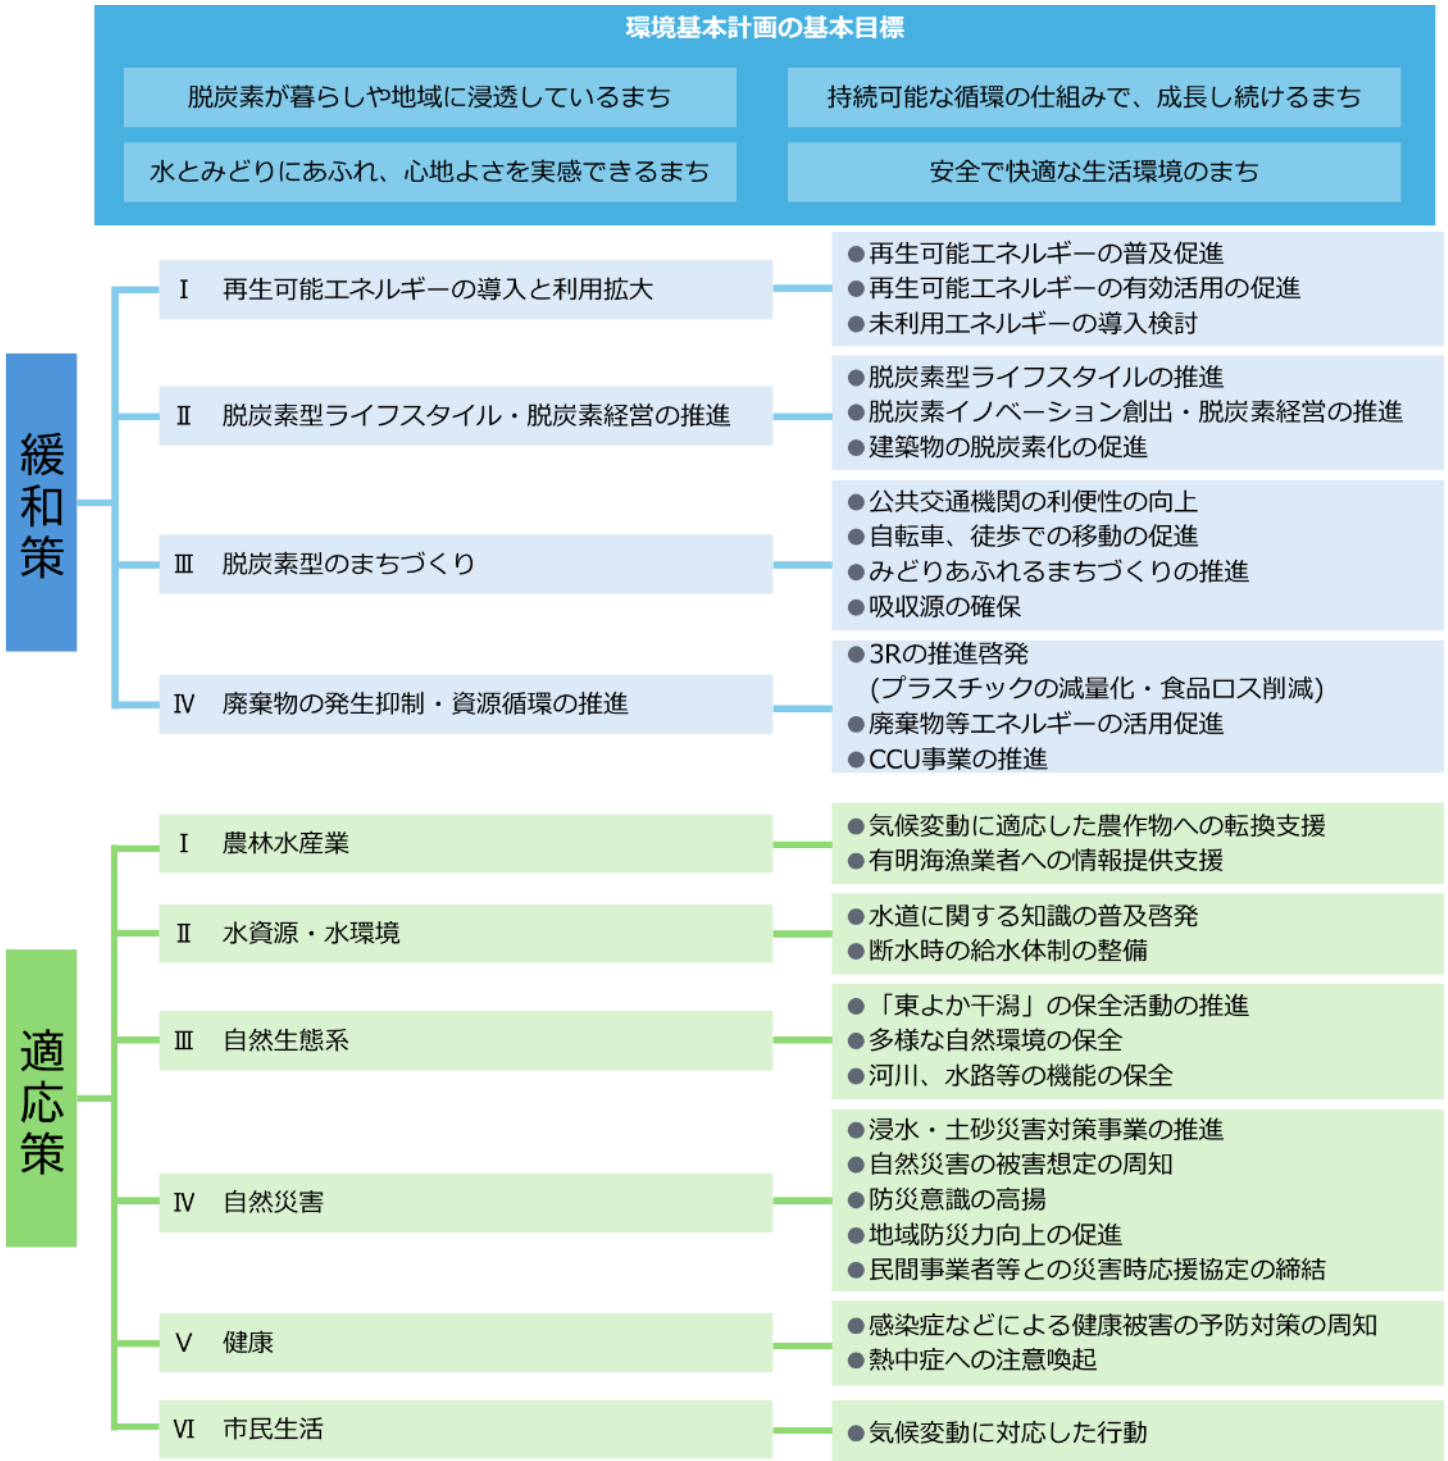 環境基本計画の基本目標
脱炭素が暮らしや地域に浸透しているまち
持続可能な循環の仕組みで、成長し続けるまち
水とみどりにあふれ、心地よさを実感できるまち
安全で快適な生活環境のまち
緩和策
Ⅰ 再生可能エネルギーの導入と利用拡大
●再生可能エネルギーの普及促進
●再生可能エネルギーの有効活用の促進
●未利用エネルギーの導入検討
Ⅱ 脱炭素型ライフスタイル・脱炭素経営の推進
●脱炭素型ライフスタイルの推進
●脱炭素イノベーション創出・脱炭素経営の推進
●建築物の脱炭素化の促進
Ⅲ 脱炭素型のまちづくり
●公共交通機関の利便性の向上
●自転車、徒歩での移動の促進
●みどりあふれるまちづくりの推進
●吸収源の確保
Ⅳ 廃棄物の発生抑制・資源循環の推進
●3Rの推進啓発
(プラスチックの減量化・食品ロス削減)
●廃棄物等エネルギーの活用促進
●CCU事業の推進
適応策
Ⅰ 農林水産業
●気候変動に適応した農作物への転換支援
●有明海漁業者への情報提供支援
Ⅱ 水資源・水環境
●水道に関する知識の普及啓発
●断水時の給水体制の整備
Ⅲ 自然生態系
●「東よか干潟」の保全活動の推進
●多様な自然環境の保全
●河川、水路等の機能の保全
Ⅳ 自然災害
●浸水・土砂災害対策事業の推進
●自然災害の被害想定の周知
●防災意識の高揚
●地域防災力向上の促進
●民間事業者等との災害時応援協定の締結
Ⅴ 健康
●感染症などによる健康被害の予防対策の周知
●熱中症への注意喚起
Ⅵ 市民生活
●気候変動に対応した行動